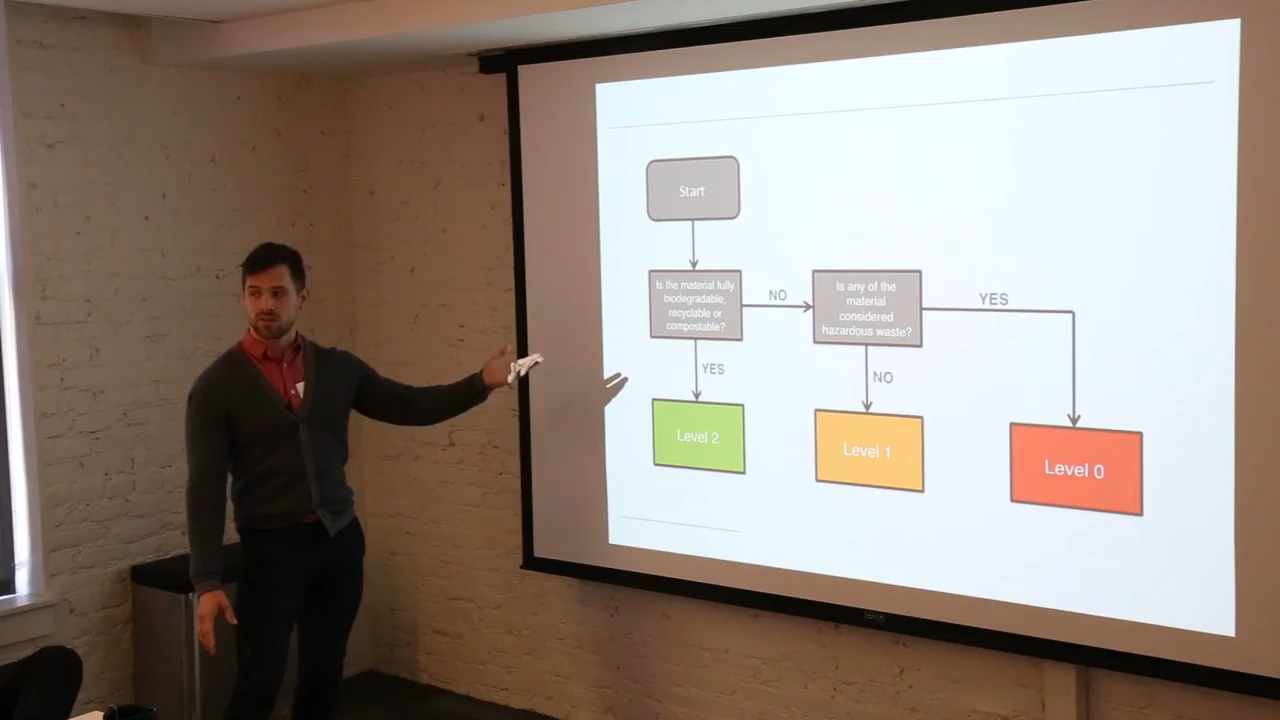 Start
Is the material fully
biodegradable,
recyclable or
compostable?
NO
Is any of the
material
considered
hazardous waste?
YES
YES
NO
Level 2
Level 1
Level 0